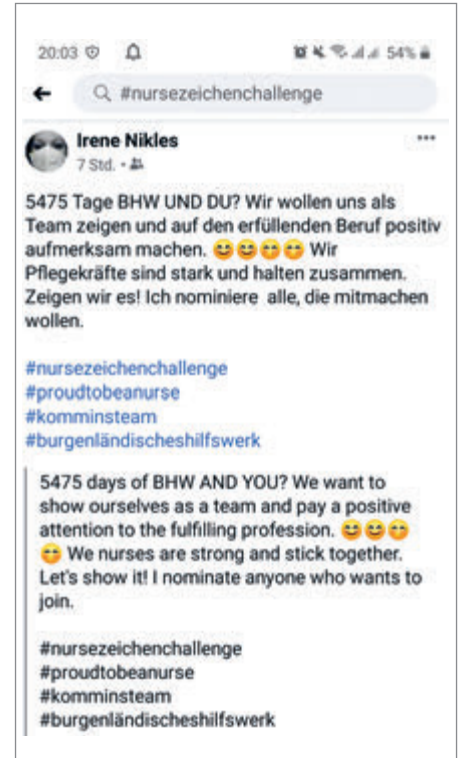 20:03 54%
#nursezeichenchallenge
Irene Nikles
7 Std.
5475 Tage BHW UND DU? Wir wollen uns als
Team zeigen und auf den erfüllenden Beruf positiv
aufmerksam machen. 😊😊😊😊 Wir
Pflegekräfte sind stark und halten zusammen.
Zeigen wir es! Ich nominiere alle, die mitmachen
wollen.
#nursezeichenchallenge
#proudtobeanurse
#komminsteam
#burgenländischeshilfswerk
5475 days of BHW AND YOU? We want to
show ourselves as a team and pay a positive
attention to the fulfilling profession. 😊😊😊
😊 We nurses are strong and stick together.
Let's show it! I nominate anyone who wants to
join.
#nursezeichenchallenge
#proudtobeanurse
#komminsteam
#burgenländischeshilfswerk